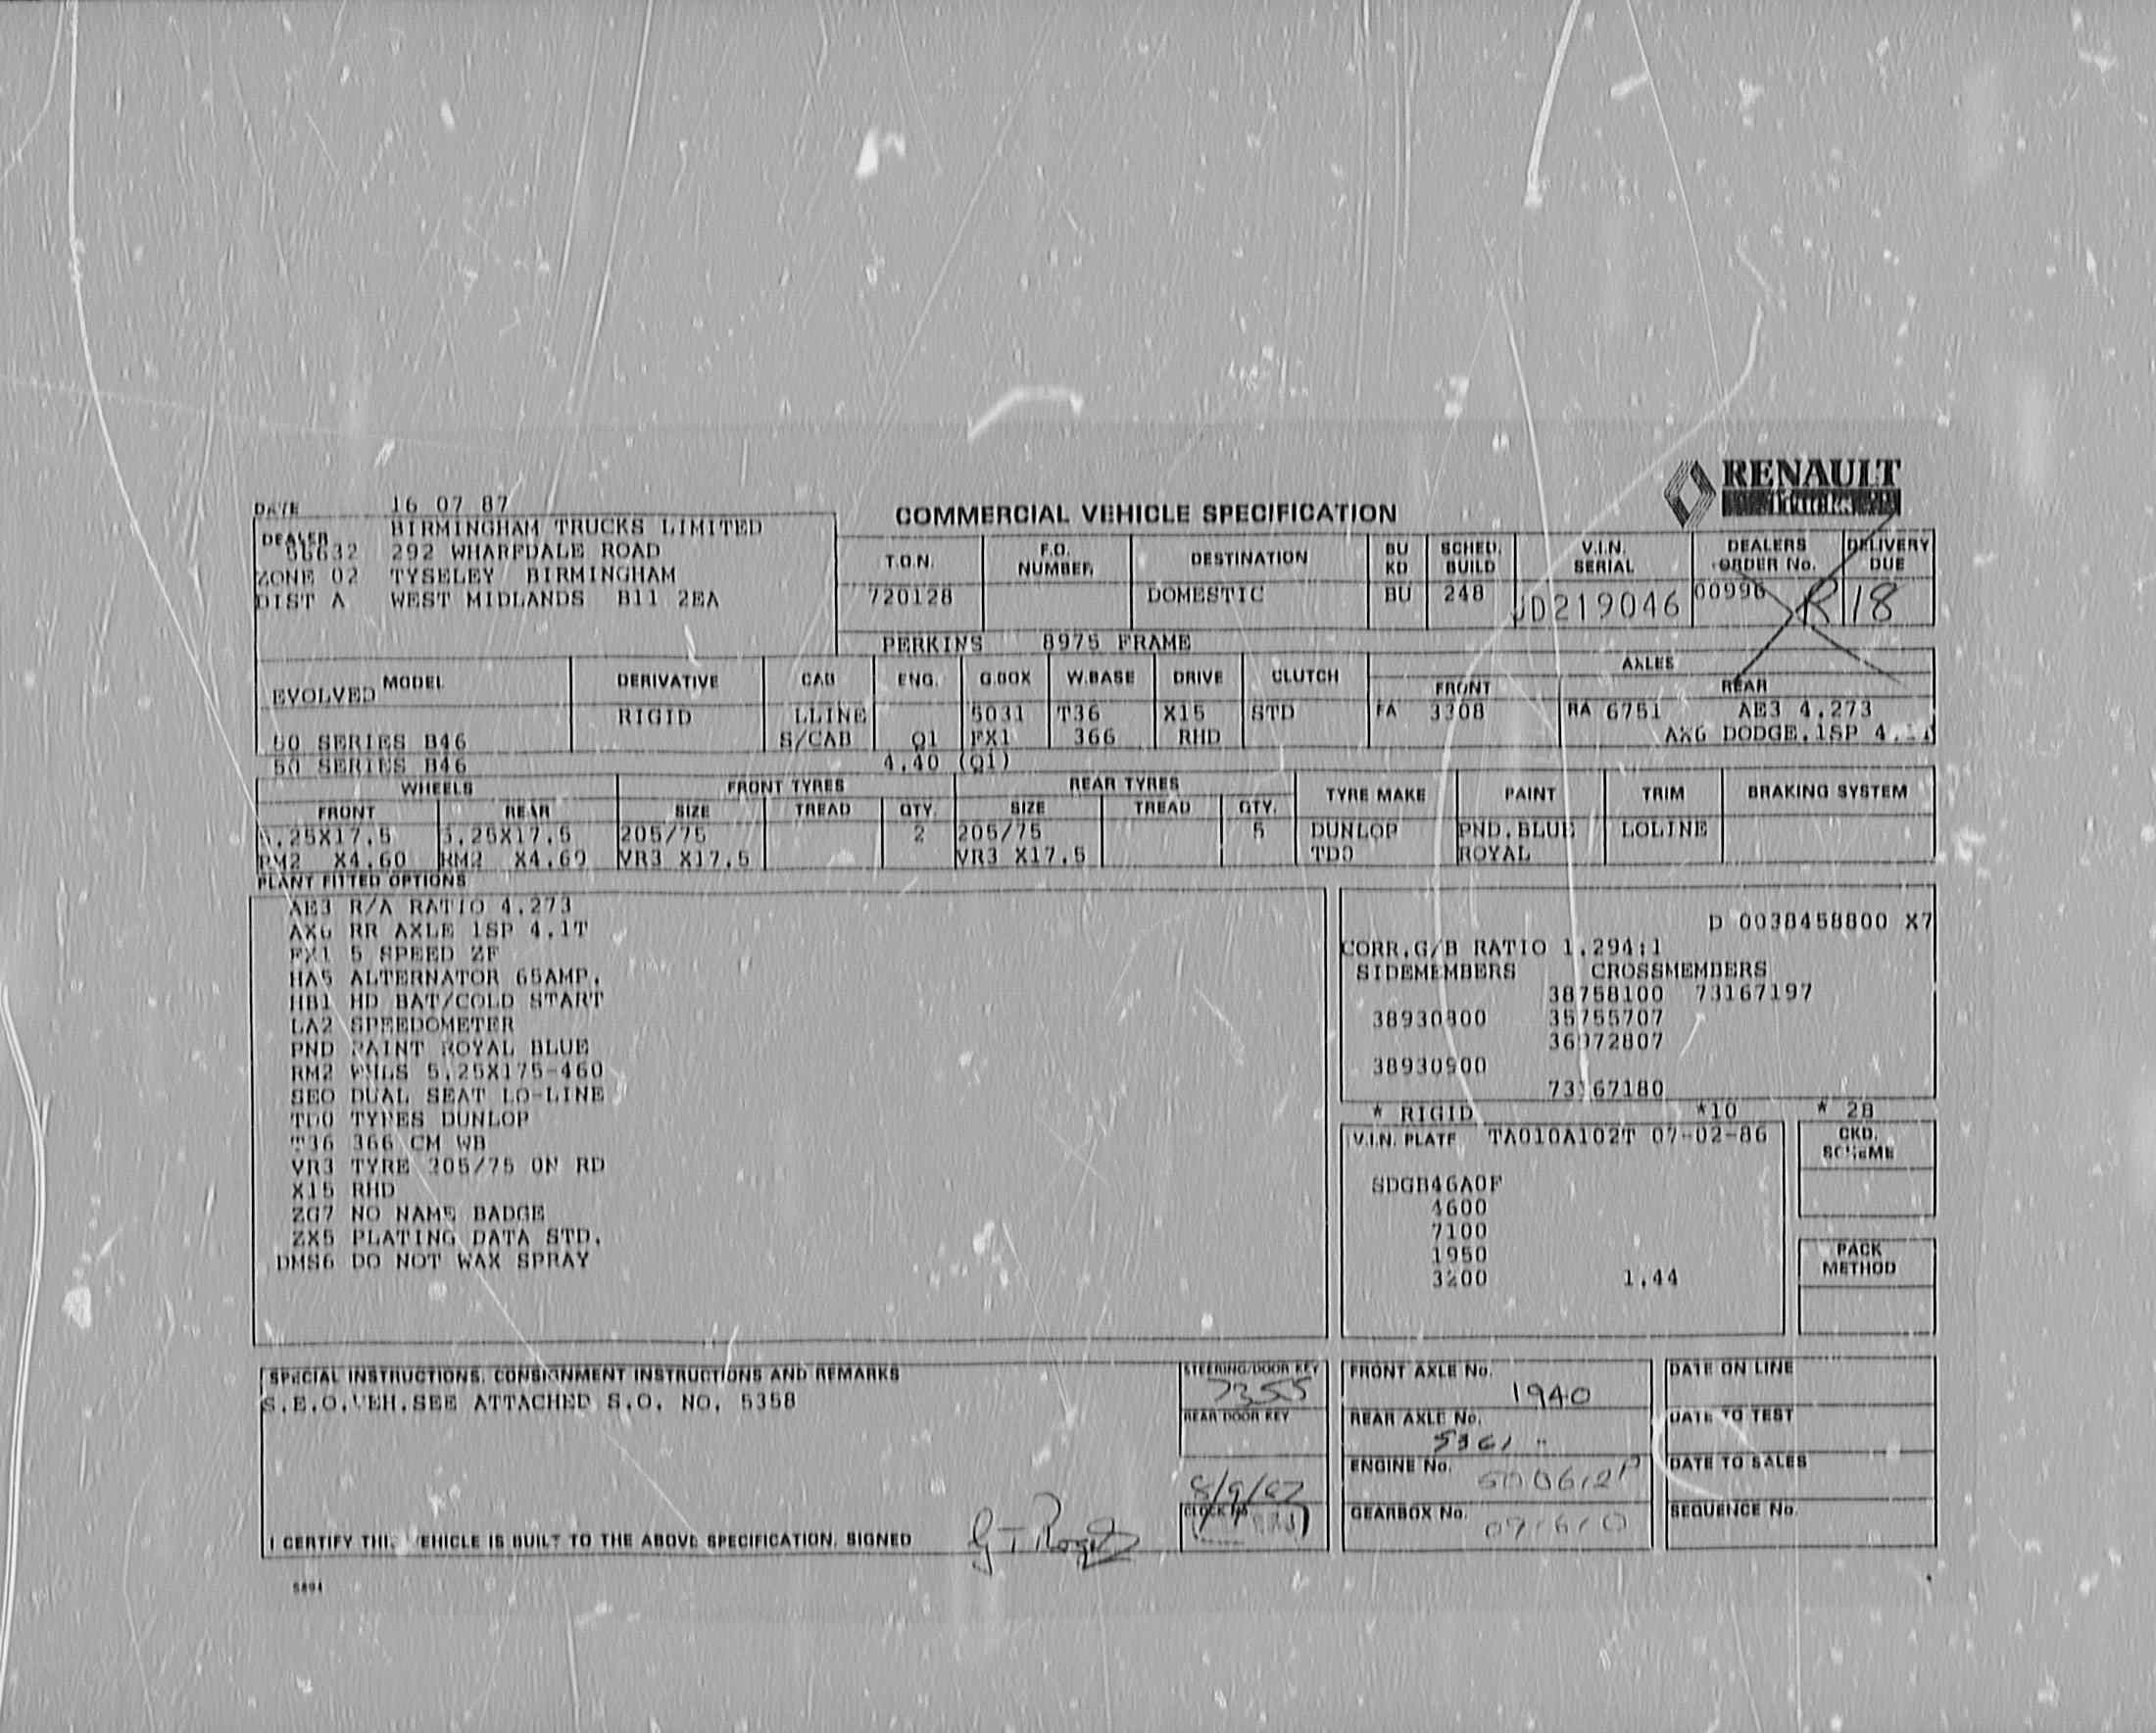 RENAULT
DATE 16 07 87
COMMERCIAL VEHICLE SPECIFICATION
DEALER BIRMINGHAM TRUCKS LIMITED
292 WHARFDALE ROAD
ZONE 02 TYSELEY BIRMINGHAM
DIST A WEST MIDLANDS B11 2EA
T.O.N. F.O. NUMBER DESTINATION BU KD SCHED. BUILD V.I.N. SERIAL DEALERS ORDER No. DELIVERY DUE
720128 DOMESTIC BU 248 JD219046 00996 R 18
PERKINS 8975 FRAME
MODEL DERIVATIVE CAB ENG. G.BOX W.BASE DRIVE CLUTCH AXLES
FRONT REAR
EVOLVED
RIGID LLINE 5031 T36 X15 STD FA 3308 RA 6751 AE3 4.273
50 SERIES B46 S/CAB Q1 FX1 366 RHD AX6 DODGE.1SP
50 SERIES B46 4.40 (Q1)
WHEELS FRONT TYRES REAR TYRES TYRE MAKE PAINT TRIM BRAKING SYSTEM
FRONT REAR SIZE TREAD QTY. SIZE TREAD QTY.
5.25X17.5 5.25X17.5 205/75 2 205/75 5 DUNLOP PND.BLUE LOLINE
RM2 X4.60 RM2 X4.60 VR3 X17.5 VR3 X17.5 TD0 ROYAL
PLANT FITTED OPTIONS
AE3 R/A RATIO 4.273
AX6 RR AXLE 1SP 4.1T
FX1 5 SPEED ZF
HA5 ALTERNATOR 65AMP.
HB1 HD BAT/COLD START
LA2 SPEEDOMETER
PND PAINT ROYAL BLUE
RM2 WHLS 5.25X175-460
SE0 DUAL SEAT LO-LINE
TD0 TYRES DUNLOP
T36 366 CM WB
VR3 TYRE 205/75 ON RD
X15 RHD
ZG7 NO NAME BADGE
ZX5 PLATING DATA STD.
DMS6 DO NOT WAX SPRAY
D 0038458800 X7
CORR.G/B RATIO 1.294:1
SIDEMEMBERS CROSSMEMBERS
38758100 73167197
38930800 35755707
36972807
38930900
73167180
* RIGID *10 * 28
V.I.N. PLATE TA010A102T 07-02-86
CKD. SCHEME
SDGB46A0F
4600
7100
1950
3200 1.44
PACK METHOD
SPECIAL INSTRUCTIONS, CONSIGNMENT INSTRUCTIONS AND REMARKS
S.E.O.VEH.SEE ATTACHED S.O. NO. 5358
STEERING/DOOR KEY
7355
REAR DOOR KEY
8/9/87
CLOCK No
FRONT AXLE No. 1940
REAR AXLE No. 5361
ENGINE No. 500612P
GEARBOX No.
DATE ON LINE
DATE TO TEST
DATE TO SALES
SEQUENCE No.
I CERTIFY THIS VEHICLE IS BUILT TO THE ABOVE SPECIFICATION. SIGNED
5894